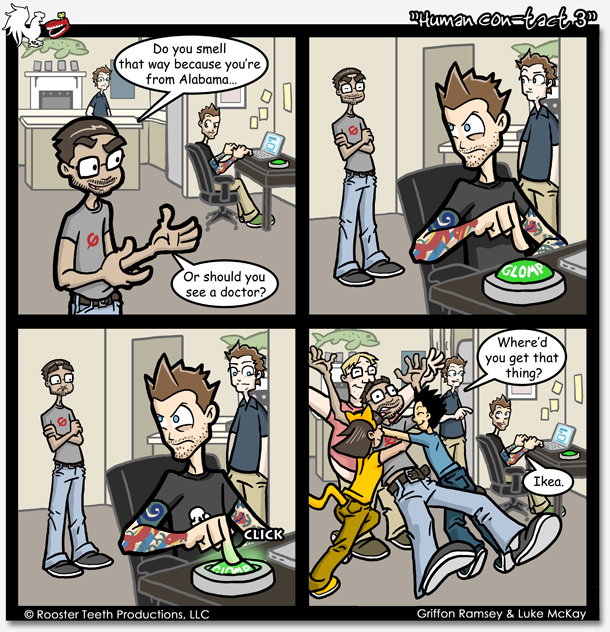 "Human con-tact 3"
Do you smell
that way because you're
from Alabama...
Or should you
see a doctor?
GLOMP
CLICK
GLOMP
Where'd
you get that
thing?
Ikea.
© Rooster Teeth Productions, LLC
Griffon Ramsey & Luke McKay